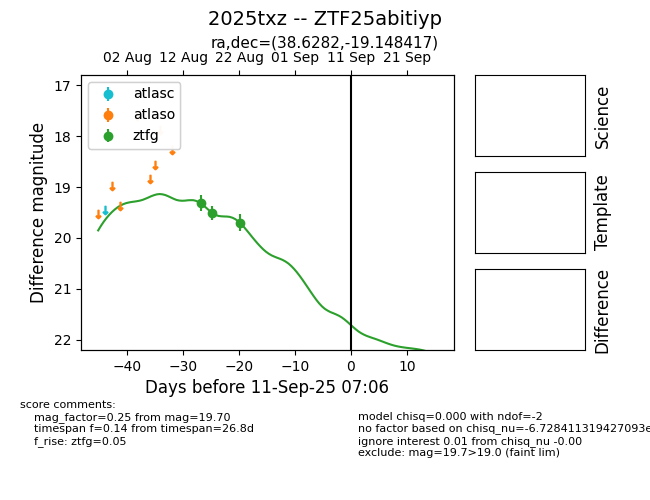 2025txz -- ZTF25abitiyp
ra,dec=(38.6282,-19.148417)
02 Aug 12 Aug 22 Aug 01 Sep 11 Sep 21 Sep
atlasc
atlaso
ztfg
17
18
19
20
21
22
Difference magnitude
−40 −30 −20 −10 0 10
Days before 11-Sep-25 07:06
Science
Template
Difference
score comments:
mag_factor=0.25 from mag=19.70
timespan f=0.14 from timespan=26.8d
f_rise: ztfg=0.05
model chisq=0.000 with ndof=-2
no factor based on chisq_nu=-6.728411319427093e
ignore interest 0.01 from chisq_nu -0.00
exclude: mag=19.7>19.0 (faint lim)